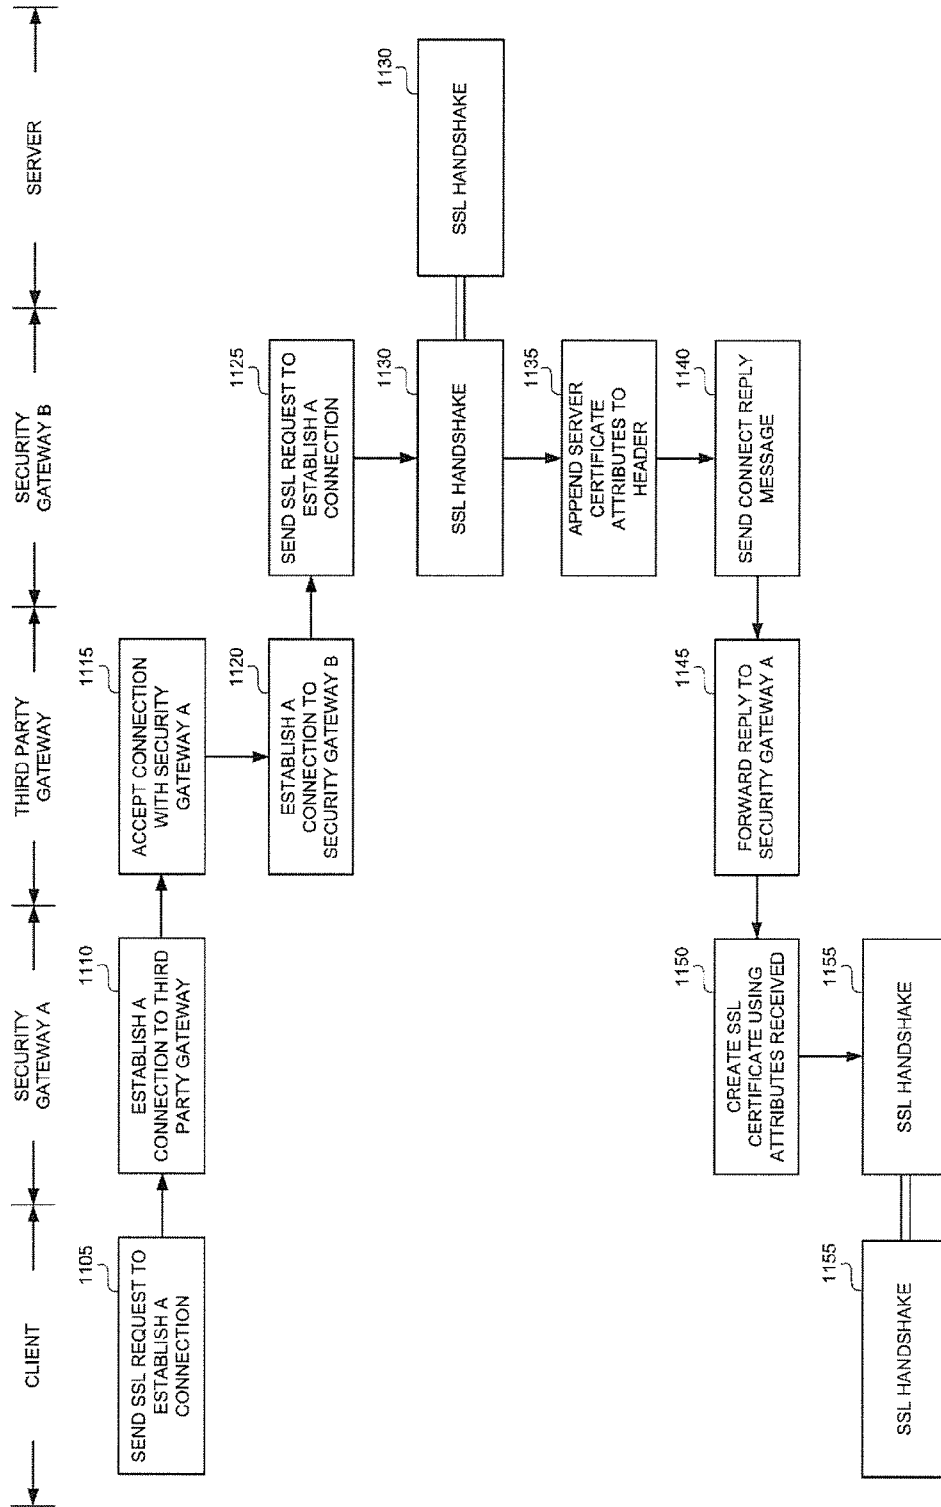 CLIENT
SECURITY
GATEWAY A
THIRD PARTY
GATEWAY
SECURITY
GATEWAY B
SERVER
1105
SEND SSL REQUEST TO
ESTABLISH A
CONNECTION
1110
ESTABLISH A
CONNECTION TO THIRD
PARTY GATEWAY
1115
ACCEPT CONNECTION
WITH SECURITY
GATEWAY A
1120
ESTABLISH A
CONNECTION TO
SECURITY GATEWAY B
1125
SEND SSL REQUEST TO
ESTABLISH A
CONNECTION
1130
SSL HANDSHAKE
1130
SSL HANDSHAKE
1135
APPEND SERVER
CERTIFICATE
ATTRIBUTES TO
HEADER
1140
SEND CONNECT REPLY
MESSAGE
1145
FORWARD REPLY TO
SECURITY GATEWAY A
1150
CREATE SSL
CERTIFICATE USING
ATTRIBUTES RECEIVED
1155
SSL HANDSHAKE
1155
SSL HANDSHAKE